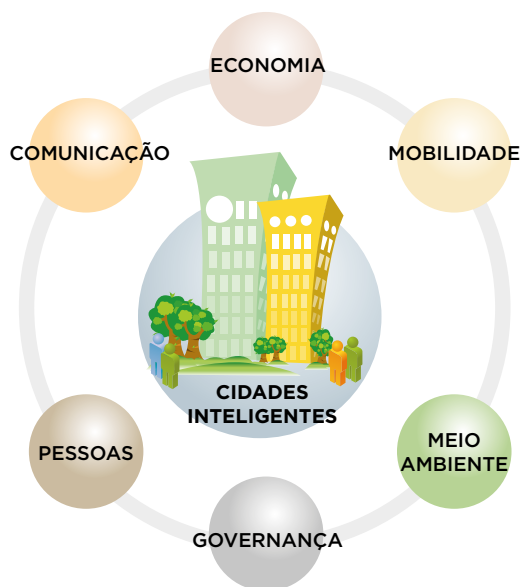 ECONOMIA
COMUNICAÇÃO
MOBILIDADE
CIDADES
INTELIGENTES
PESSOAS
MEIO
AMBIENTE
GOVERNANÇA